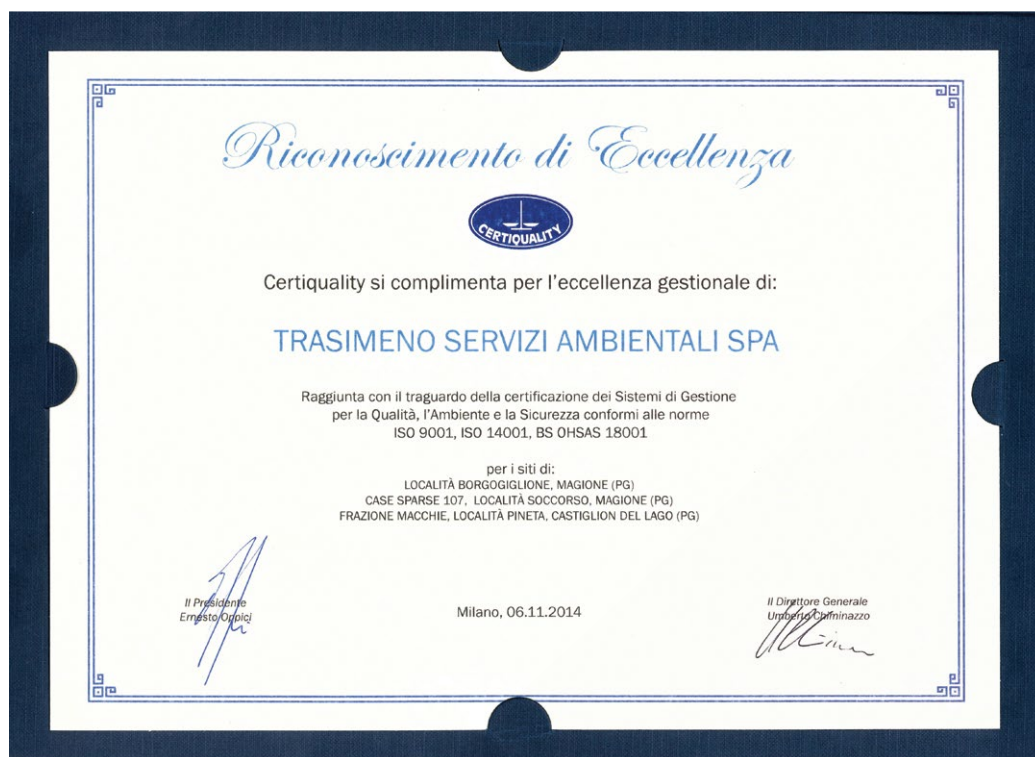 Riconoscimento di Eccellenza
CERTIQUALITY
Certiquality si complimenta per l'eccellenza gestionale di:
TRASIMENO SERVIZI AMBIENTALI SPA
Raggiunta con il traguardo della certificazione dei Sistemi di Gestione
per la Qualità, l'Ambiente e la Sicurezza conformi alle norme
ISO 9001, ISO 14001, BS OHSAS 18001
per i siti di:
LOCALITÀ BORGOGIGLIONE, MAGIONE (PG)
CASE SPARSE 107, LOCALITÀ SOCCORSO, MAGIONE (PG)
FRAZIONE MACCHIE, LOCALITÀ PINETA, CASTIGLION DEL LAGO (PG)
Il Presidente
Ernesto Oppici
Milano, 06.11.2014
Il Direttore Generale
Umberto Chiminazzo